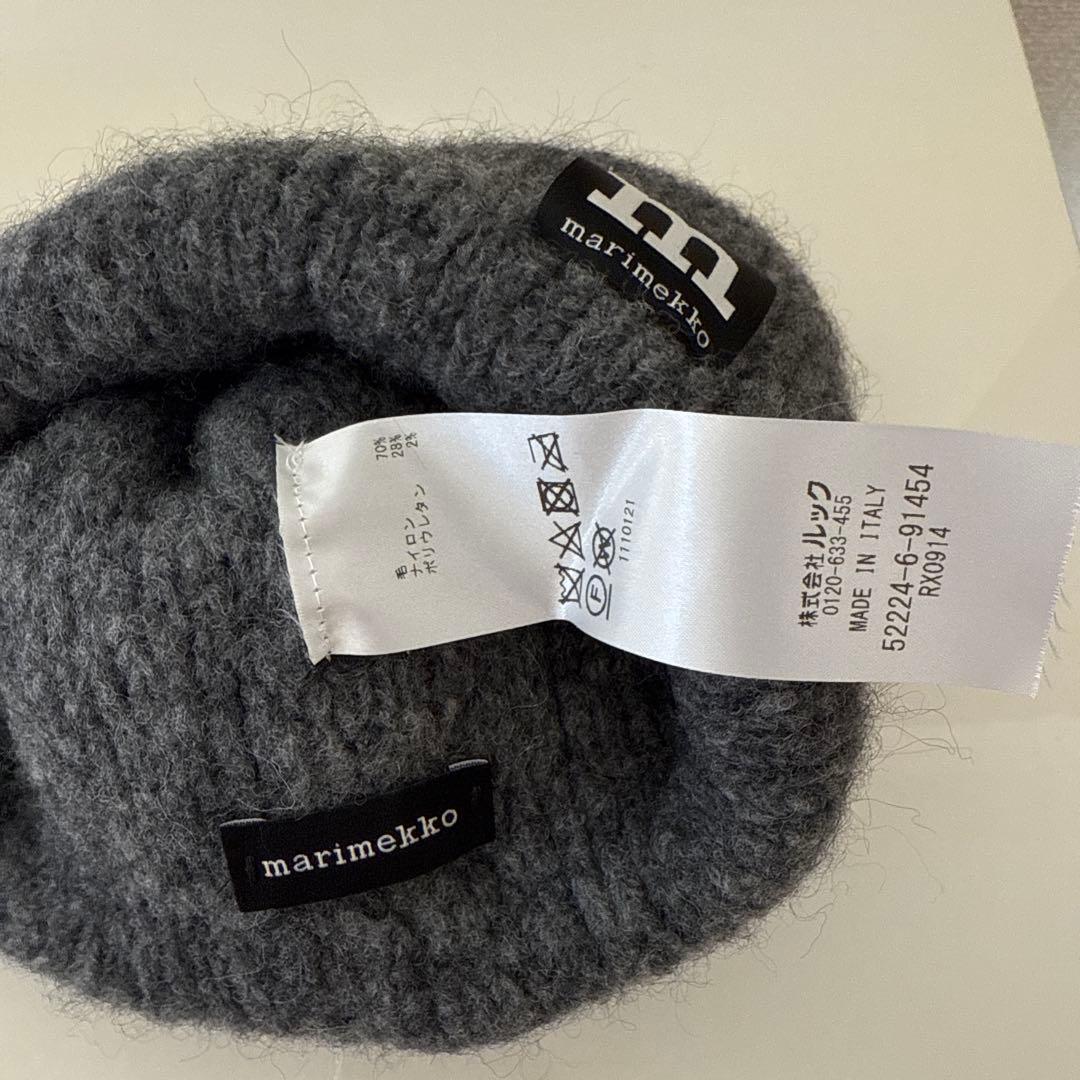 m
marimekko
毛 70%
ナイロン 28%
ポリウレタン 2%
F
W
1110121
株式会社ルック
0120-633-455
MADE IN ITALY
52224-6-91454
RX0914
marimekko